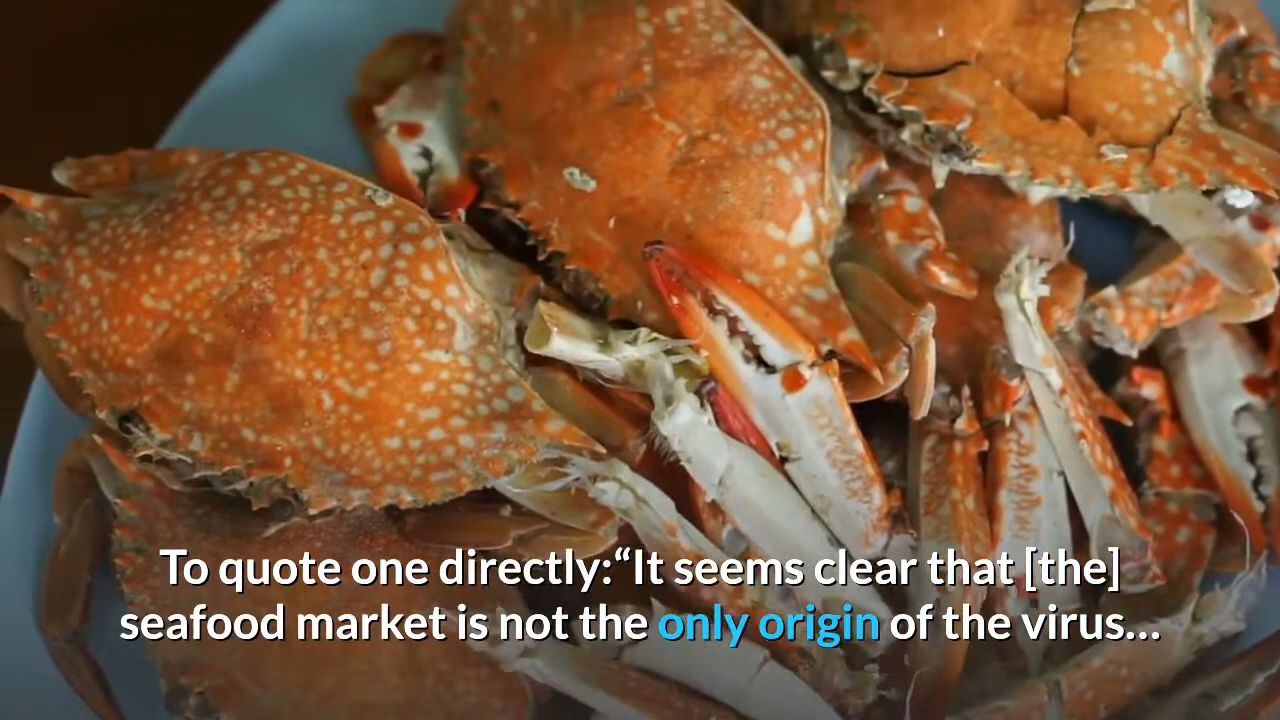 To quote one directly:“It seems clear that [the]
seafood market is not the only origin of the virus...